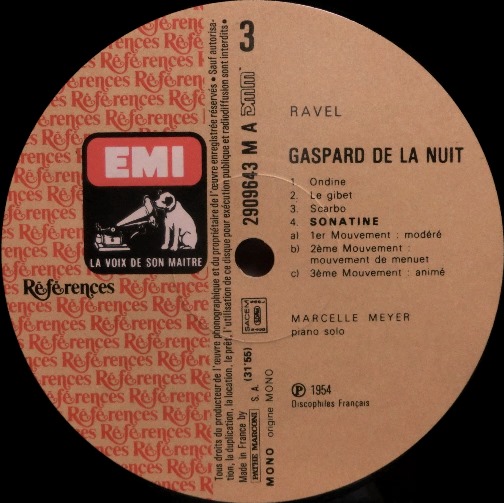 3
RAVEL
GASPARD DE LA NUIT
1. Ondine
2. Le gibet
3. Scarbo
4. SONATINE
a) 1er Mouvement : modéré
b) 2ème Mouvement :
mouvement de menuet
c) 3ème Mouvement : animé
MARCELLE MEYER
piano solo
Ⓟ 1954
Discophiles Français
EMI
LA VOIX DE SON MAITRE
Références
2909643 M A DMM
SACEM
(31'55)
Tous droits du producteur de l'œuvre phonographique et du propriétaire de l'œuvre enregistrée réservés • Sauf autorisa-
tion, la duplication, la location, le prêt, l'utilisation de ce disque pour exécution publique et radiodiffusion sont interdits •
Made in France by
PATHE MARCONI S. A.
MONO origine MONO